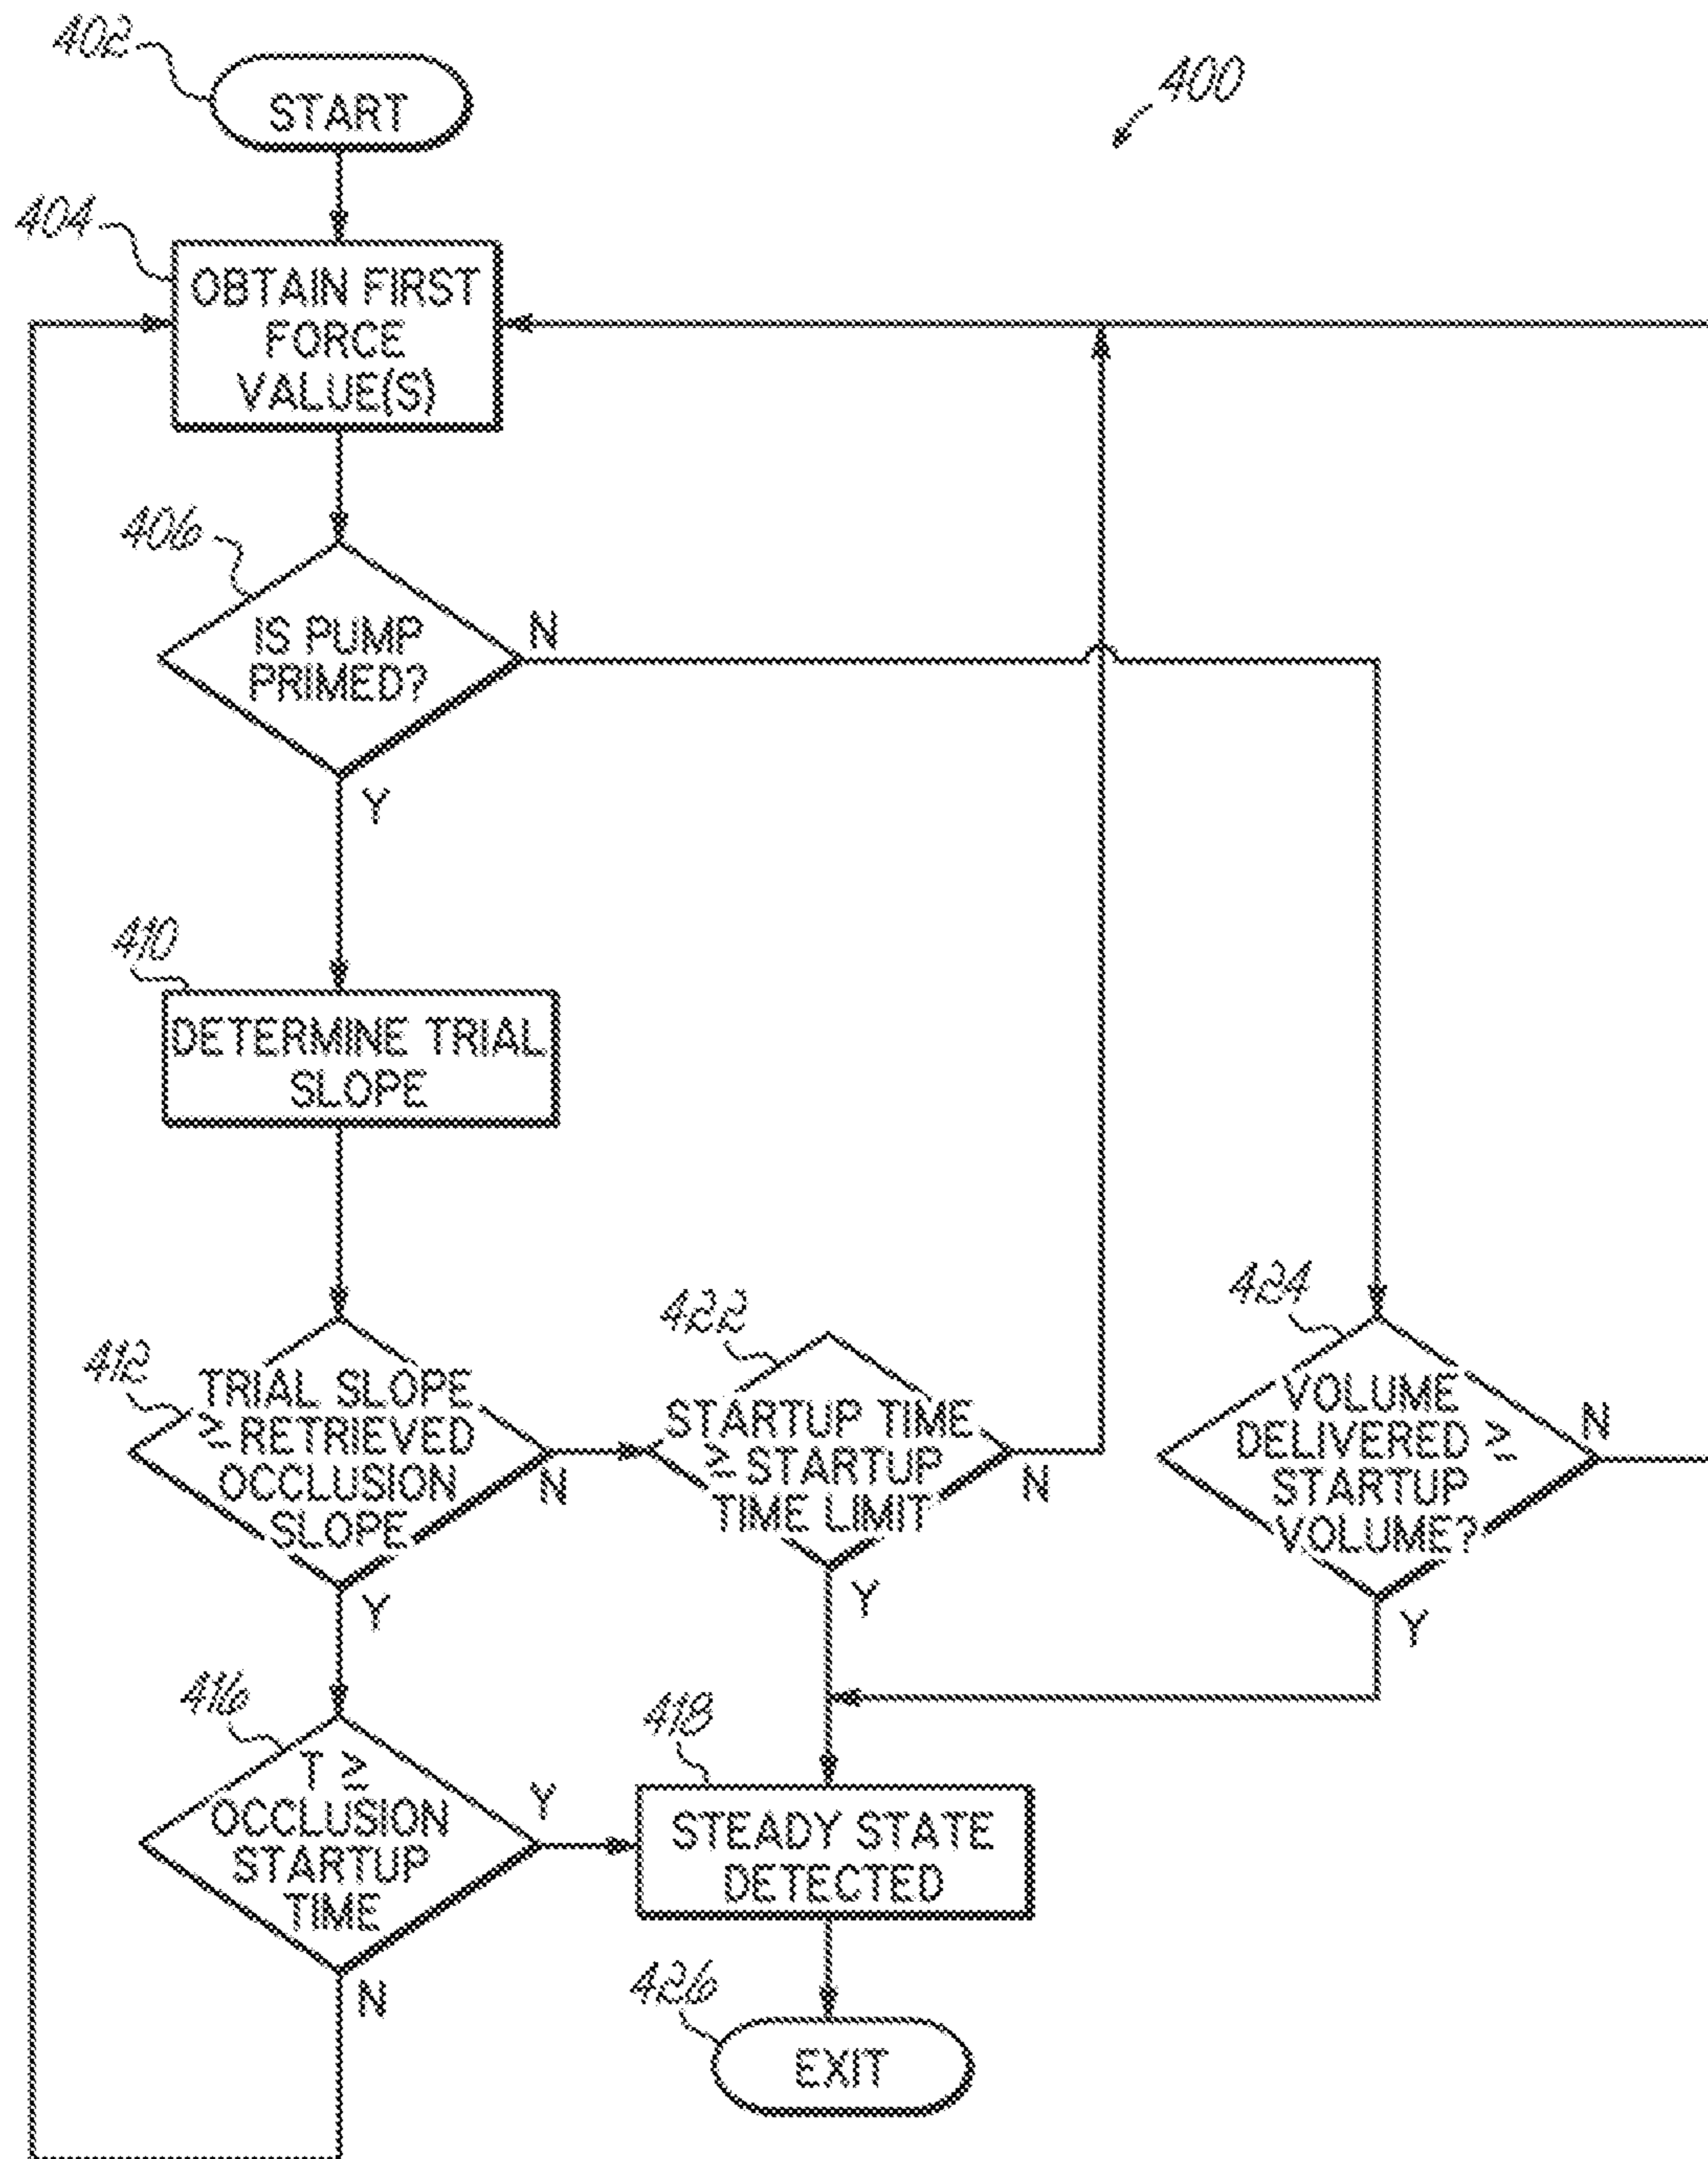 402
START
400
404
OBTAIN FIRST
FORCE
VALUE(S)
406
IS PUMP
PRIMED?
N
Y
410
DETERMINE TRIAL
SLOPE
412
TRIAL SLOPE
≥ RETRIEVED
OCCLUSION
SLOPE
N
Y
422
STARTUP TIME
≥ STARTUP
TIME LIMIT
N
Y
424
VOLUME
DELIVERED ≥
STARTUP
VOLUME?
N
Y
416
T ≥
OCCLUSION
STARTUP
TIME
Y
N
418
STEADY STATE
DETECTED
426
EXIT